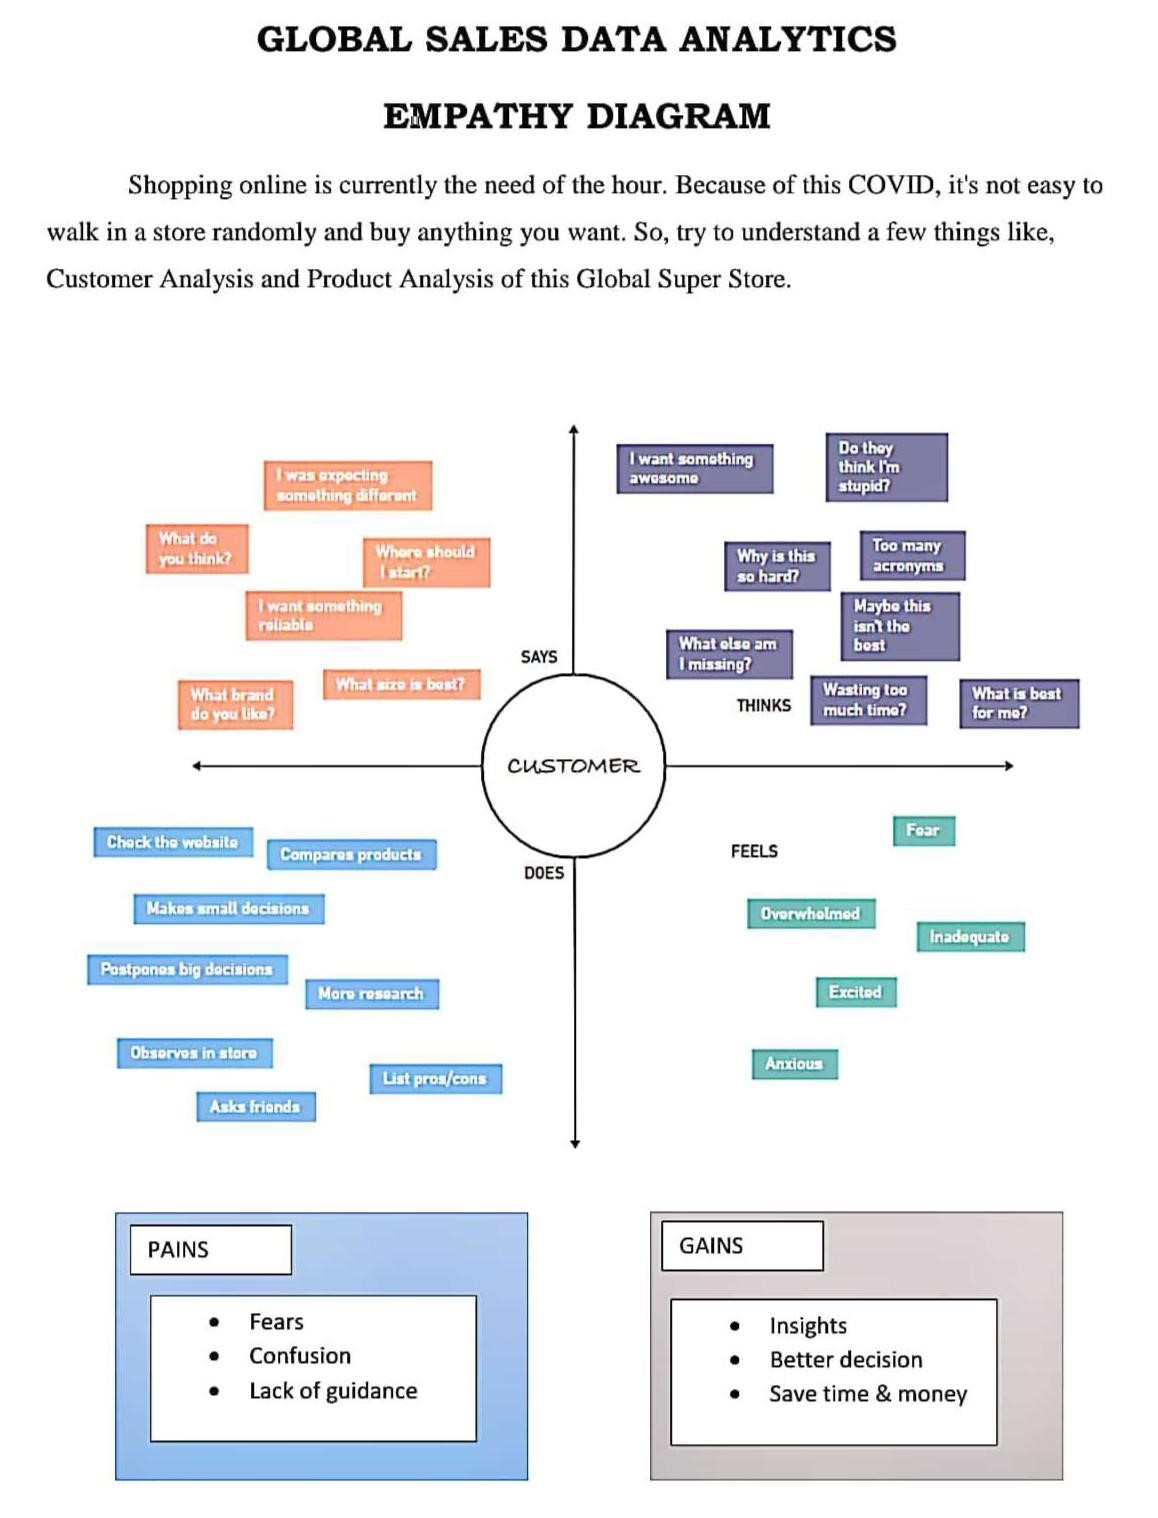 GLOBAL SALES DATA ANALYTICS
EMPATHY DIAGRAM
Shopping online is currently the need of the hour. Because of this COVID, it's not easy to
walk in a store randomly and buy anything you want. So, try to understand a few things like,
Customer Analysis and Product Analysis of this Global Super Store.
I was expecting
something different
What do
you think?
Where should
I start?
I want something
reliable
What size is best?
What brand
do you like?
SAYS
I want something
awesome
Do they
think I'm
stupid?
Why is this
so hard?
Too many
acronyms
Maybe this
isn't the
best
What else am
I missing?
THINKS
Wasting too
much time?
What is best
for me?
CUSTOMER
Check the website
Compares products
DOES
Makes small decisions
Postpones big decisions
More research
Observes in store
List pros/cons
Asks friends
FEELS
Fear
Overwhelmed
Inadequate
Excited
Anxious
PAINS
• Fears
• Confusion
• Lack of guidance
GAINS
• Insights
• Better decision
• Save time & money